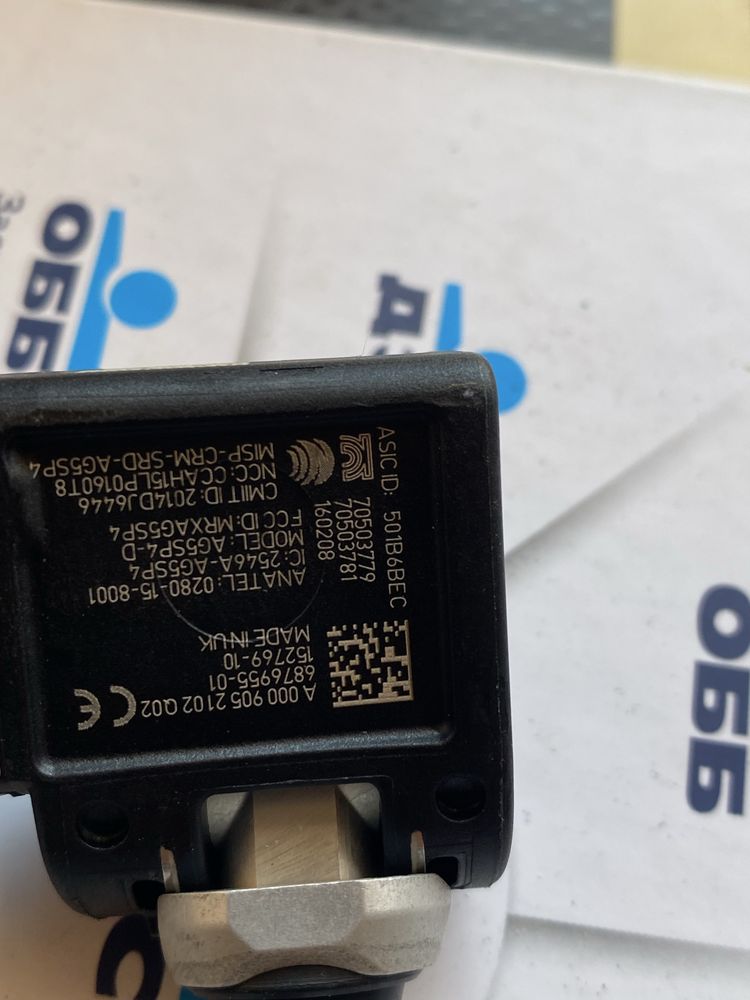 A 000 905 2102 Q02
6876955-01
152769-10
MADE IN UK
ANATEL: 0280-15-8001
IC: 2546A-AG5SP4
MODEL: AG5SP4-D
FCC ID: MRXAG5SP4
CMIIT ID: 2014DJ6446
NCC: CCAH15LP0160T8
MISP-CRM-SRD-AG5SP4
CE
ASIC ID: 501B6BEC
70503779
70503781
160208
ОББ
ОББ